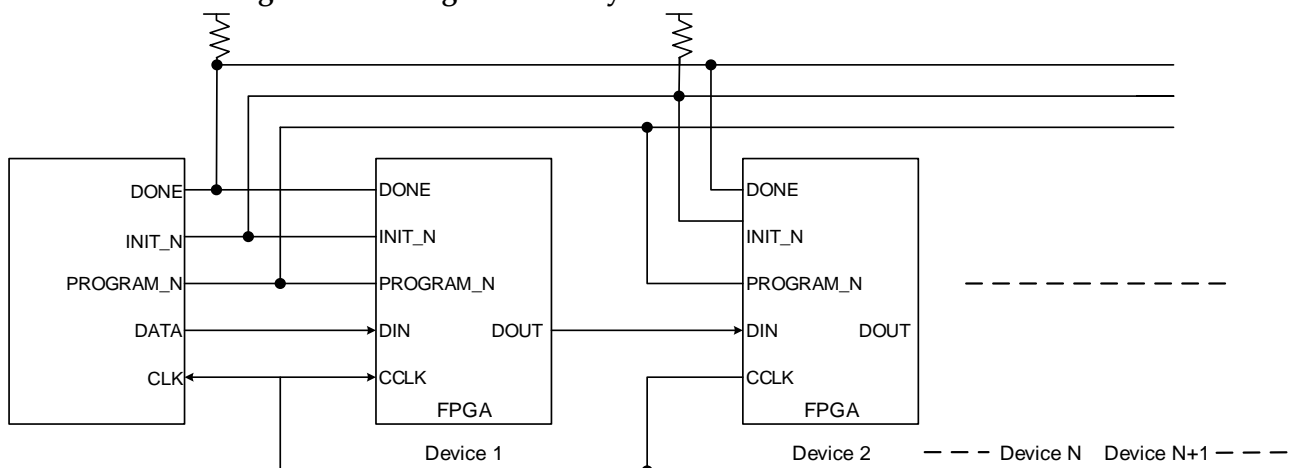 DONE
INIT_N
PROGRAM_N
DATA
CLK
DONE
INIT_N
PROGRAM_N
DIN
DOUT
CCLK
FPGA
Device 1
DONE
INIT_N
PROGRAM_N
DIN
DOUT
CCLK
FPGA
Device 2
Device N
Device N+1